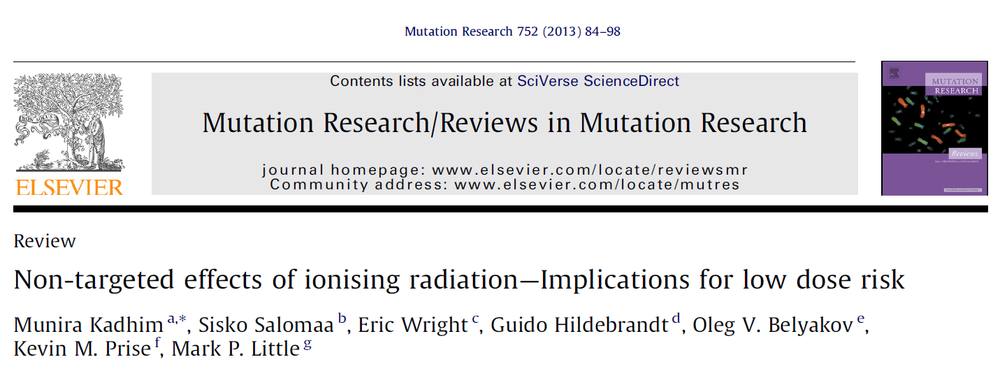 Mutation Research 752 (2013) 84–98
Contents lists available at SciVerse ScienceDirect
Mutation Research/Reviews in Mutation Research
journal homepage: www.elsevier.com/locate/reviewsmr
Community address: www.elsevier.com/locate/mutres
NON SOLUS
ELSEVIER
MUTATION
RESEARCH
Reviews
Review
Non-targeted effects of ionising radiation—Implications for low dose risk
Munira Kadhim a,*, Sisko Salomaa b, Eric Wright c, Guido Hildebrandt d, Oleg V. Belyakov e,
Kevin M. Prise f, Mark P. Little g